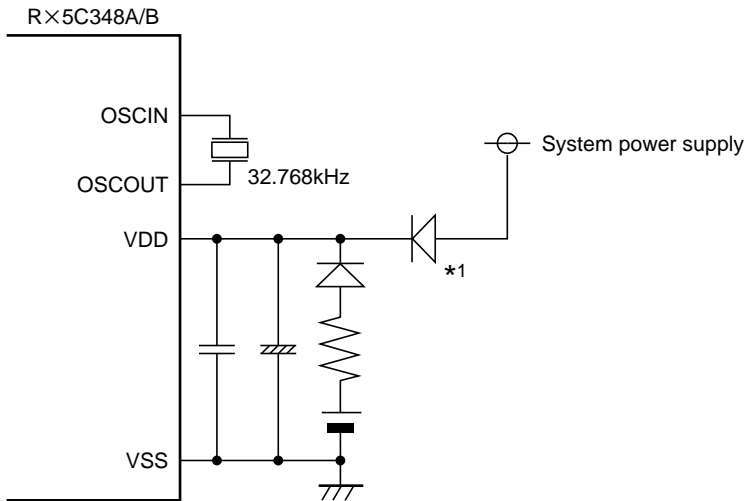 R×5C348A/B
OSCIN
System power supply
OSCOUT
32.768kHz
VDD
*1
VSS